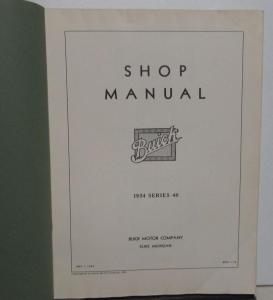 SHOP
MANUAL
Buick
1934 SERIES 40
BUICK MOTOR COMPANY
FLINT, MICHIGAN